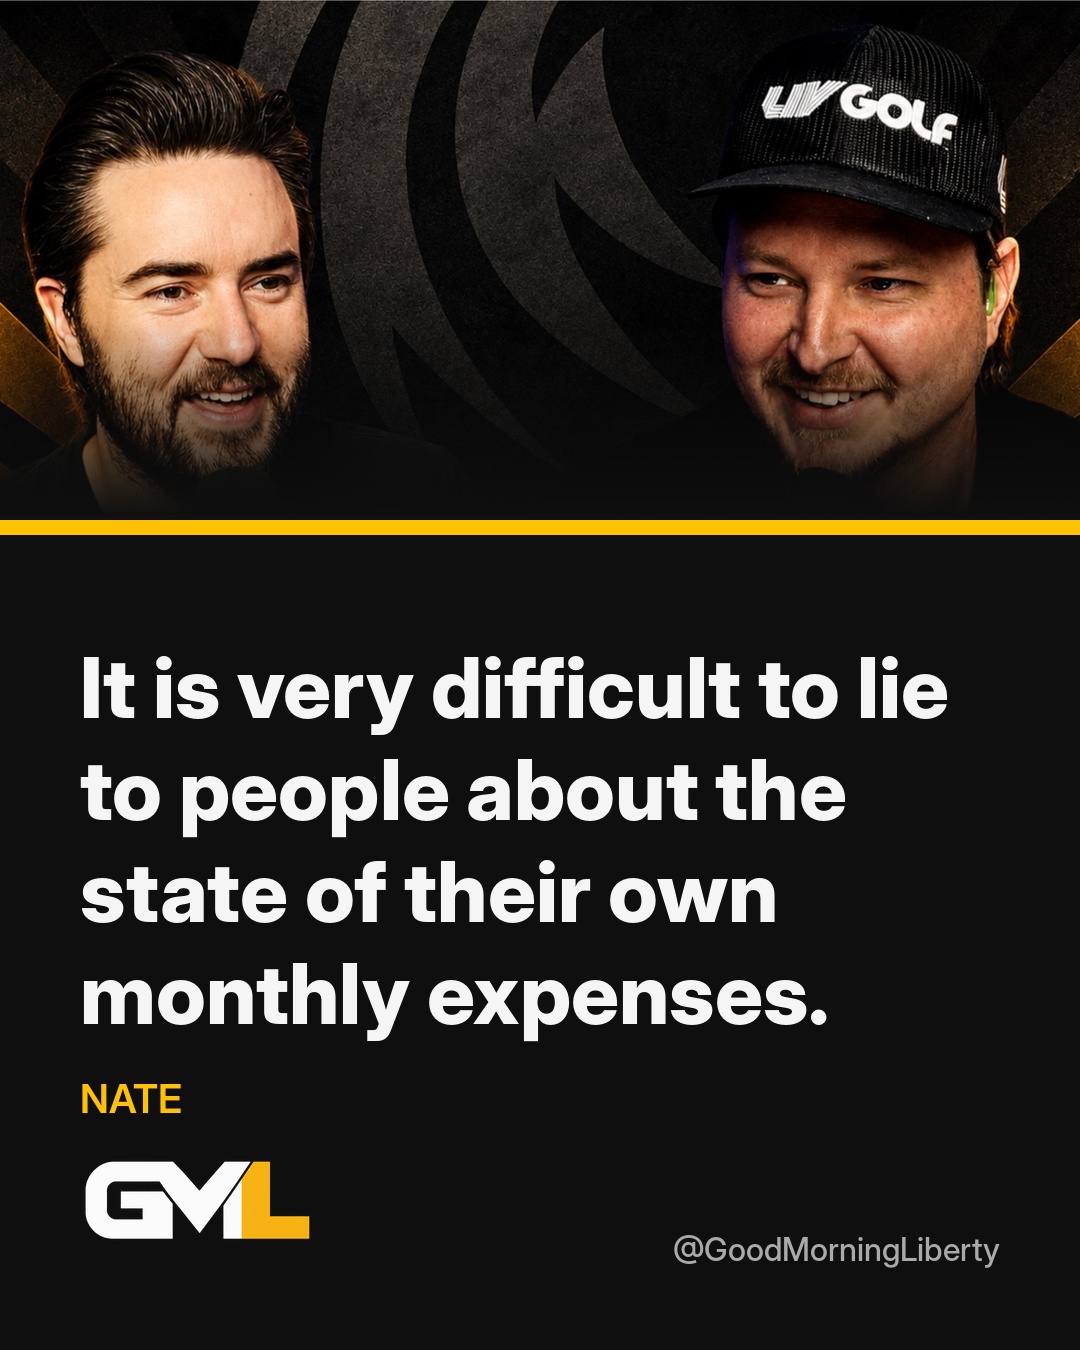 LIV GOLF
It is very difficult to lie
to people about the
state of their own
monthly expenses.
NATE
GML
@GoodMorningLiberty